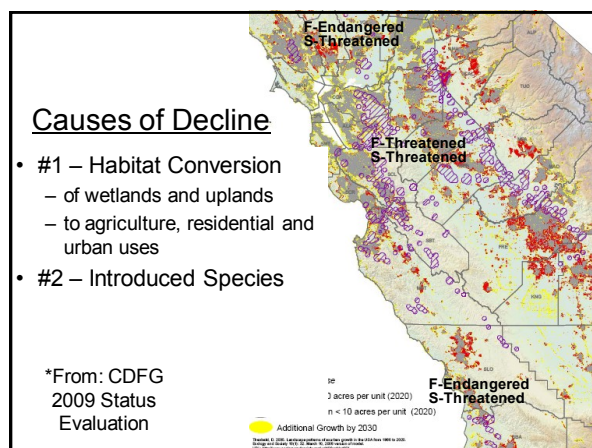 F-Endangered
S-Threatened
Causes of Decline
• #1 – Habitat Conversion
– of wetlands and uplands
– to agriculture, residential and
urban uses
• #2 – Introduced Species
F-Threatened
S-Threatened
*From: CDFG
2009 Status
Evaluation
F-Endangered
S-Threatened
acres per unit (2020)
n < 10 acres per unit (2020)
Additional Growth by 2030